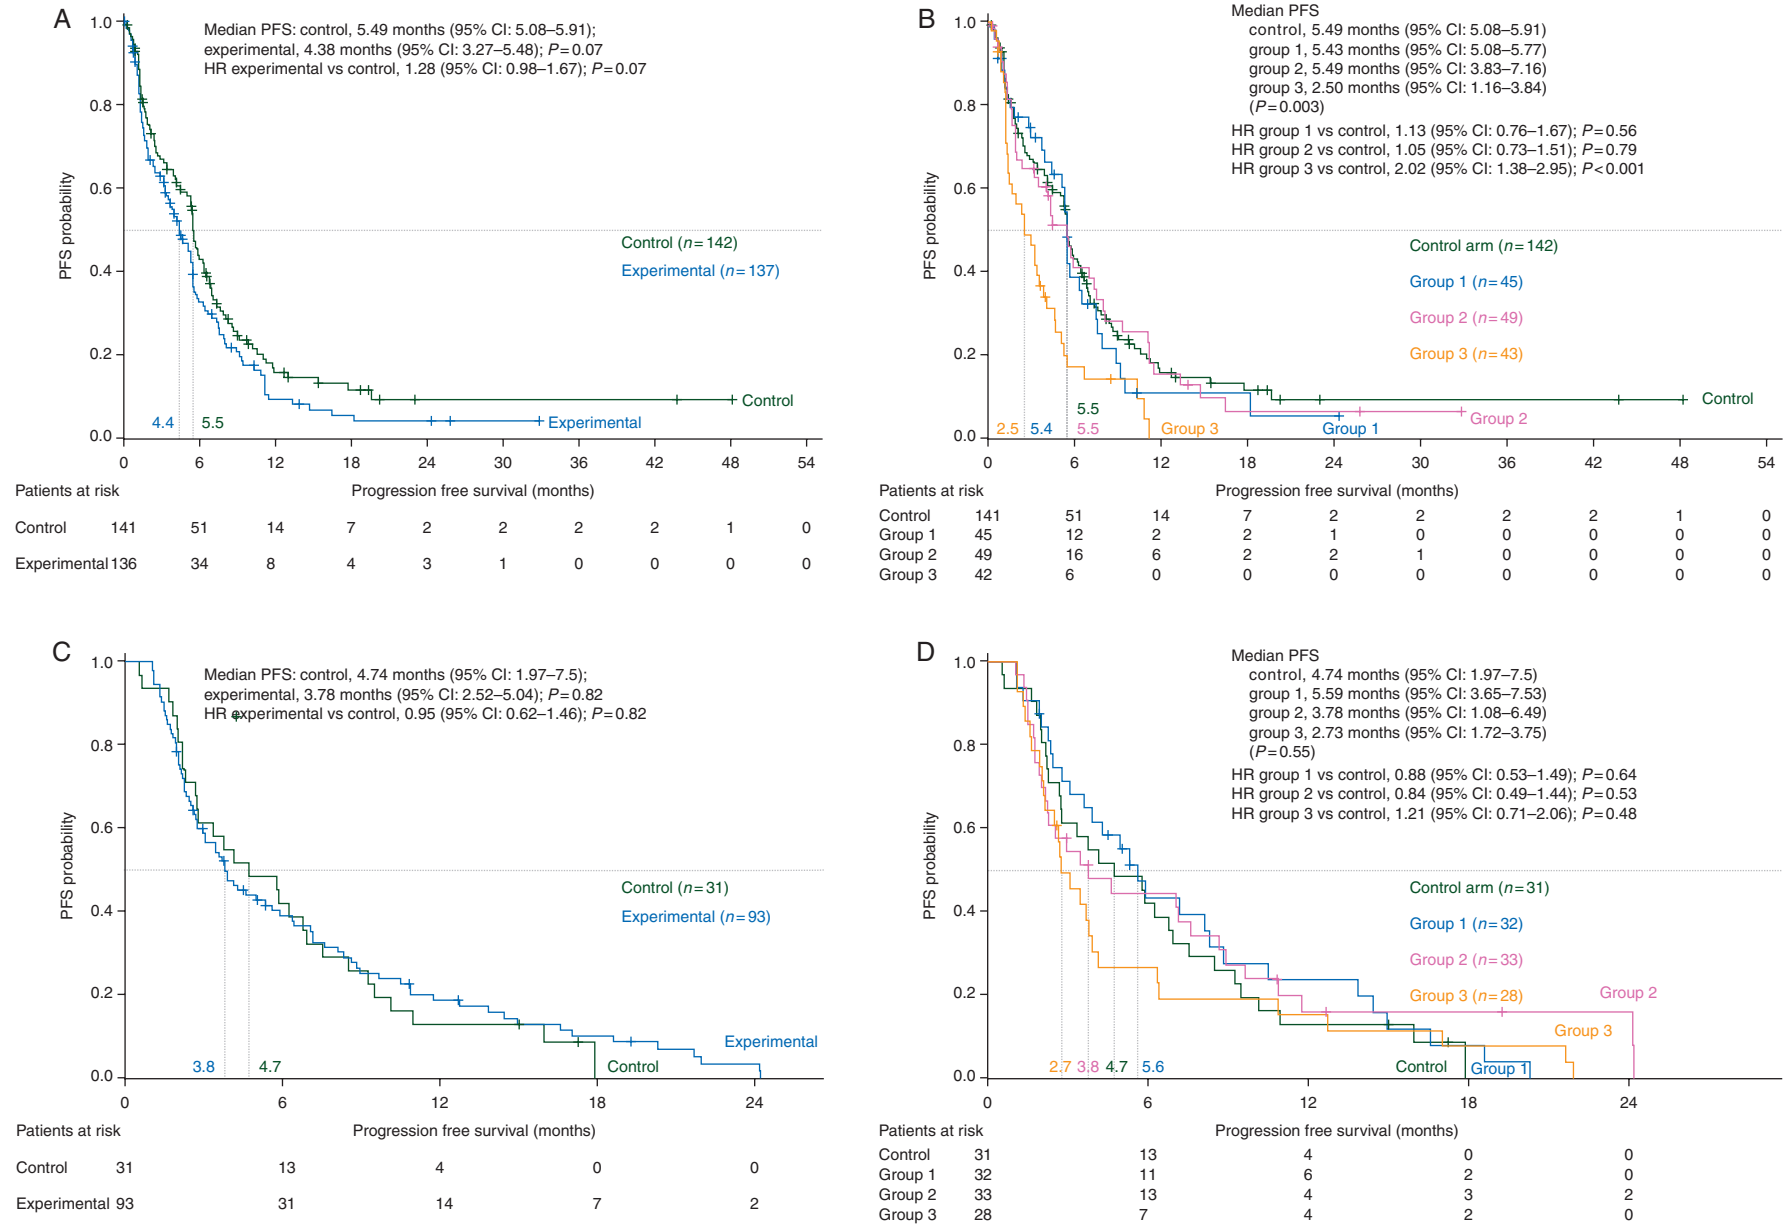 A
Median PFS: control, 5.49 months (95% CI: 5.08–5.91);
experimental, 4.38 months (95% CI: 3.27–5.48); P=0.07
HR experimental vs control, 1.28 (95% CI: 0.98–1.67); P=0.07
PFS probability
1.0
0.8
0.6
0.4
0.2
0.0
Control (n=142)
Experimental (n=137)
4.4
5.5
Control
Experimental
0 6 12 18 24 30 36 42 48 54
Patients at risk
Progression free survival (months)
Control 141 51 14 7 2 2 2 2 1 0
Experimental 136 34 8 4 3 1 0 0 0 0
B
Median PFS
control, 5.49 months (95% CI: 5.08–5.91)
group 1, 5.43 months (95% CI: 5.08–5.77)
group 2, 5.49 months (95% CI: 3.83–7.16)
group 3, 2.50 months (95% CI: 1.16–3.84)
(P=0.003)
HR group 1 vs control, 1.13 (95% CI: 0.76–1.67); P=0.56
HR group 2 vs control, 1.05 (95% CI: 0.73–1.51); P=0.79
HR group 3 vs control, 2.02 (95% CI: 1.38–2.95); P<0.001
PFS probability
1.0
0.8
0.6
0.4
0.2
0.0
Control arm (n=142)
Group 1 (n=45)
Group 2 (n=49)
Group 3 (n=43)
2.5
5.4
5.5
5.5
Control
Group 2
Group 3
Group 1
0 6 12 18 24 30 36 42 48 54
Patients at risk
Progression free survival (months)
Control 141 51 14 7 2 2 2 2 1 0
Group 1 45 12 2 2 1 0 0 0 0 0
Group 2 49 16 6 2 2 1 0 0 0 0
Group 3 42 6 0 0 0 0 0 0 0 0
C
Median PFS: control, 4.74 months (95% CI: 1.97–7.5);
experimental, 3.78 months (95% CI: 2.52–5.04); P=0.82
HR experimental vs control, 0.95 (95% CI: 0.62–1.46); P=0.82
PFS probability
1.0
0.8
0.6
0.4
0.2
0.0
Control (n=31)
Experimental (n=93)
3.8
4.7
Experimental
Control
0 6 12 18 24
Patients at risk
Progression free survival (months)
Control 31 13 4 0 0
Experimental 93 31 14 7 2
D
Median PFS
control, 4.74 months (95% CI: 1.97–7.5)
group 1, 5.59 months (95% CI: 3.65–7.53)
group 2, 3.78 months (95% CI: 1.08–6.49)
group 3, 2.73 months (95% CI: 1.72–3.75)
(P=0.55)
HR group 1 vs control, 0.88 (95% CI: 0.53–1.49); P=0.64
HR group 2 vs control, 0.84 (95% CI: 0.49–1.44); P=0.53
HR group 3 vs control, 1.21 (95% CI: 0.71–2.06); P=0.48
PFS probability
1.0
0.8
0.6
0.4
0.2
0.0
Control arm (n=31)
Group 1 (n=32)
Group 2 (n=33)
Group 3 (n=28)
2.7
3.8
4.7
5.6
Group 2
Group 3
Control
Group 1
0 6 12 18 24
Patients at risk
Progression free survival (months)
Control 31 13 4 0 0
Group 1 32 11 6 2 0
Group 2 33 13 4 3 2
Group 3 28 7 4 2 0